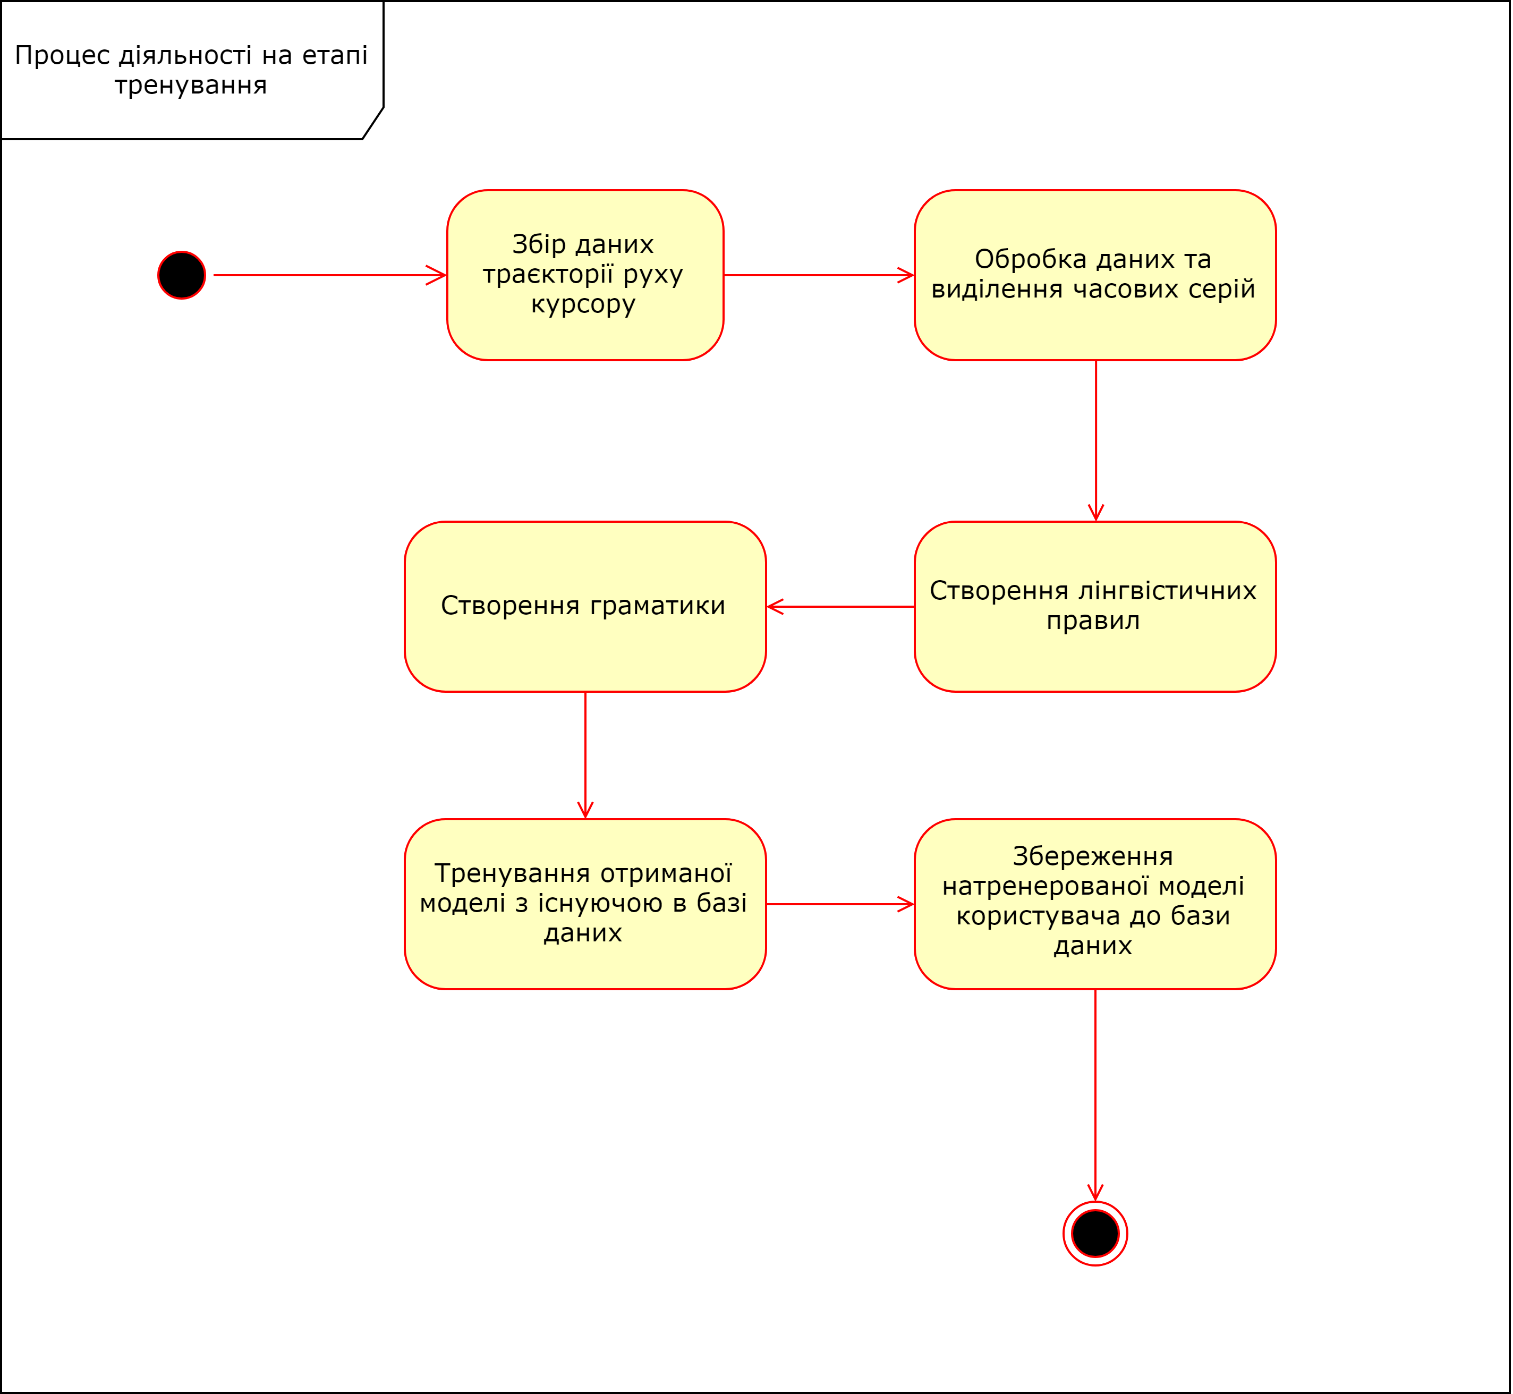 Процес діяльності на етапі
тренування
Збір даних
траєкторії руху
курсору
Обробка даних та
виділення часових серій
Створення лінгвістичних
правил
Створення граматики
Тренування отриманої
моделі з існуючою в базі
даних
Збереження
натренерованої моделі
користувача до бази
даних